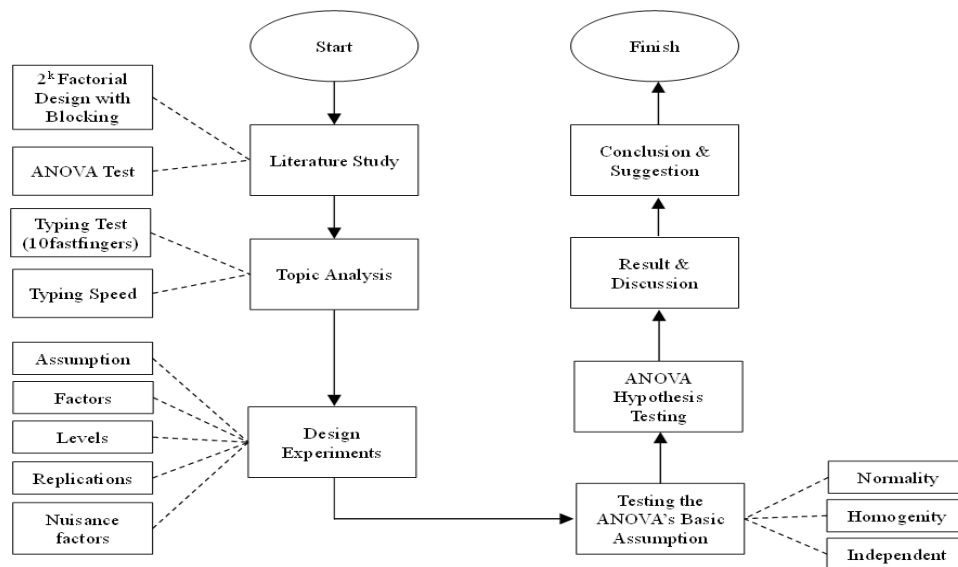 Start
2ᵏ Factorial
Design with
Blocking
ANOVA Test
Literature Study
Typing Test
(10fastfingers)
Typing Speed
Topic Analysis
Assumption
Factors
Levels
Replications
Nuisance
factors
Design
Experiments
Testing the
ANOVA's Basic
Assumption
Normality
Homogenity
Independent
ANOVA
Hypothesis
Testing
Result &
Discussion
Conclusion &
Suggestion
Finish